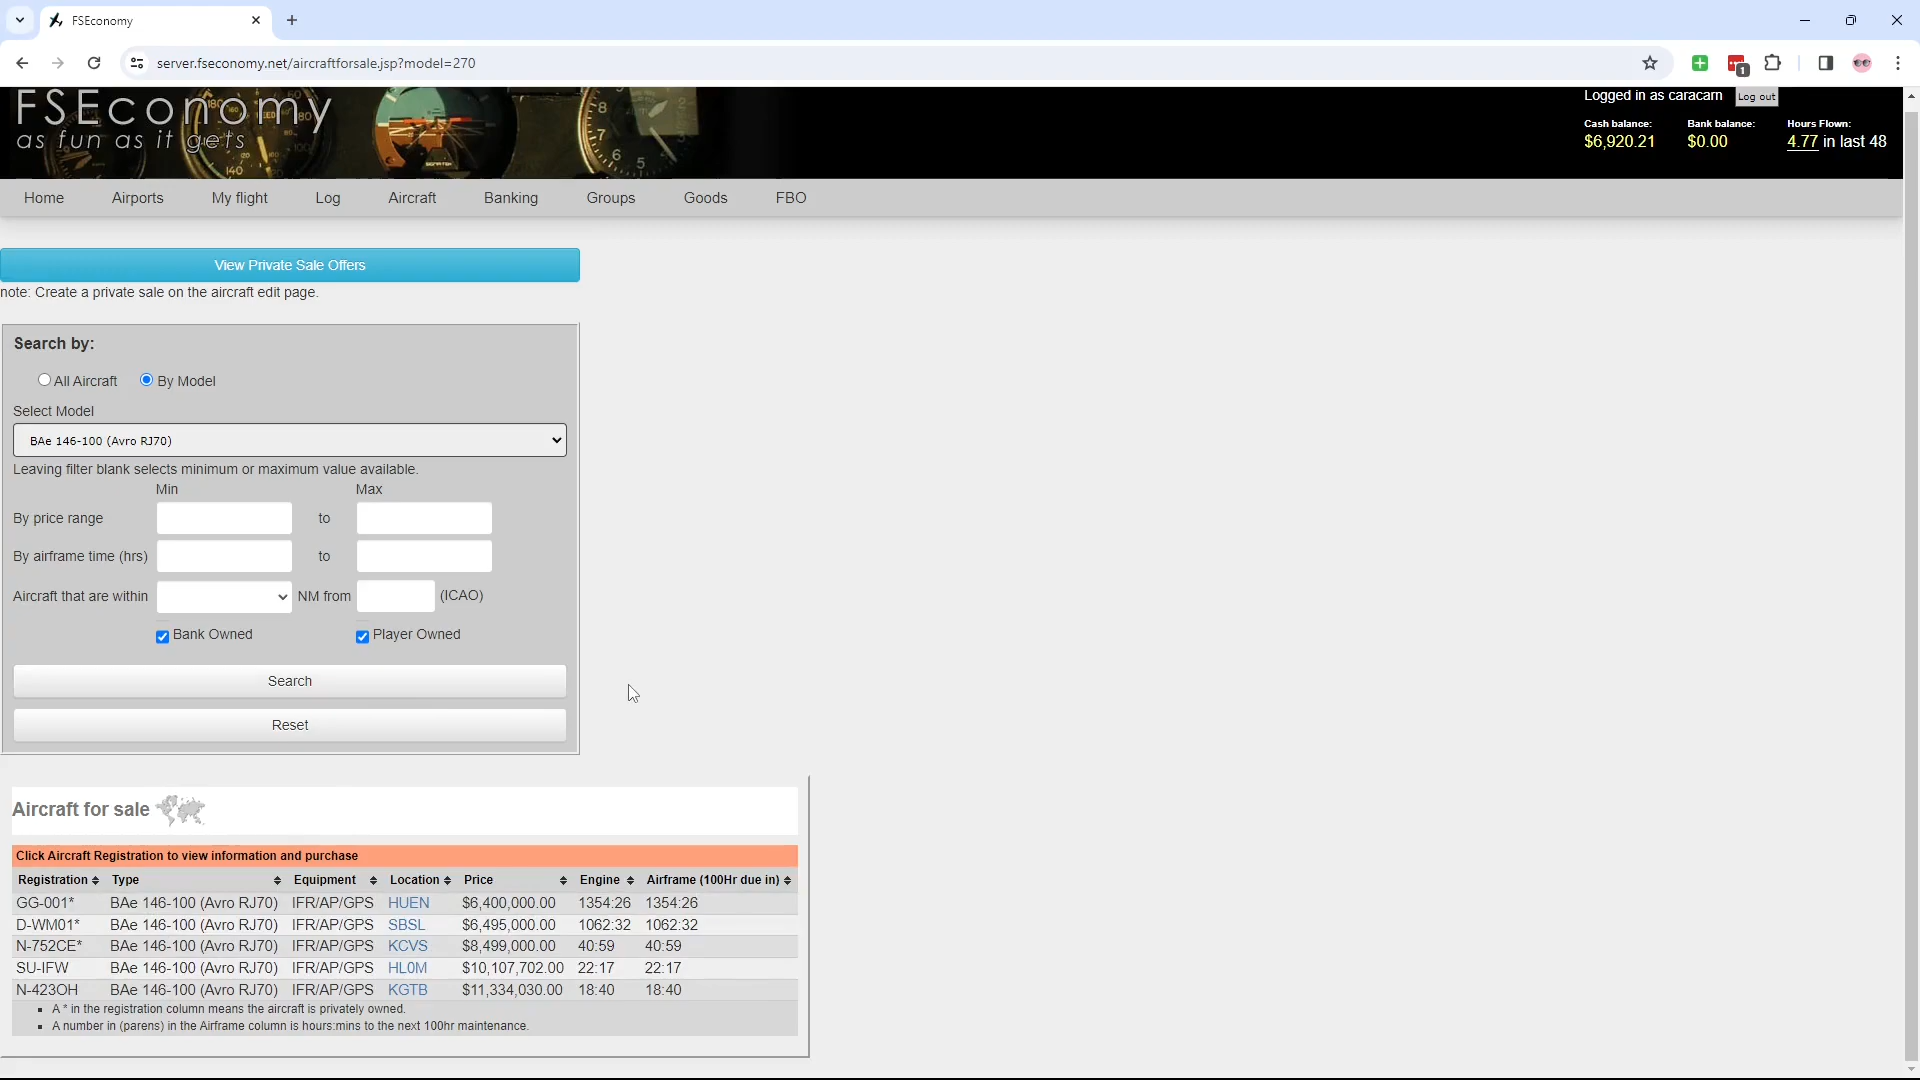 FSEconomy
server.fseconomy.net/aircraftforsale.jsp?model=270
1
FSEconomy
as fun as it gets
Logged in as caracarn Log out
Cash balance: Bank balance: Hours Flown:
$6,920.21 $0.00 4.77 in last 48
Home Airports My flight Log Aircraft Banking Groups Goods FBO
View Private Sale Offers
note: Create a private sale on the aircraft edit page.
Search by:
All Aircraft By Model
Select Model
BAe 146-100 (Avro RJ70)
Leaving filter blank selects minimum or maximum value available.
Min Max
By price range to
By airframe time (hrs) to
Aircraft that are within NM from (ICAO)
Bank Owned Player Owned
Search
Reset
Aircraft for sale
Click Aircraft Registration to view information and purchase
Registration Type Equipment Location Price Engine Airframe (100Hr due in)
GG-001* BAe 146-100 (Avro RJ70) IFR/AP/GPS HUEN $6,400,000.00 1354:26 1354:26
D-WM01* BAe 146-100 (Avro RJ70) IFR/AP/GPS SBSL $6,495,000.00 1062:32 1062:32
N-752CE* BAe 146-100 (Avro RJ70) IFR/AP/GPS KCVS $8,499,000.00 40:59 40:59
SU-IFW BAe 146-100 (Avro RJ70) IFR/AP/GPS HL0M $10,107,702.00 22:17 22:17
N-423OH BAe 146-100 (Avro RJ70) IFR/AP/GPS KGTB $11,334,030.00 18:40 18:40
▪ A * in the registration column means the aircraft is privately owned.
▪ A number in (parens) in the Airframe column is hours:mins to the next 100hr maintenance.